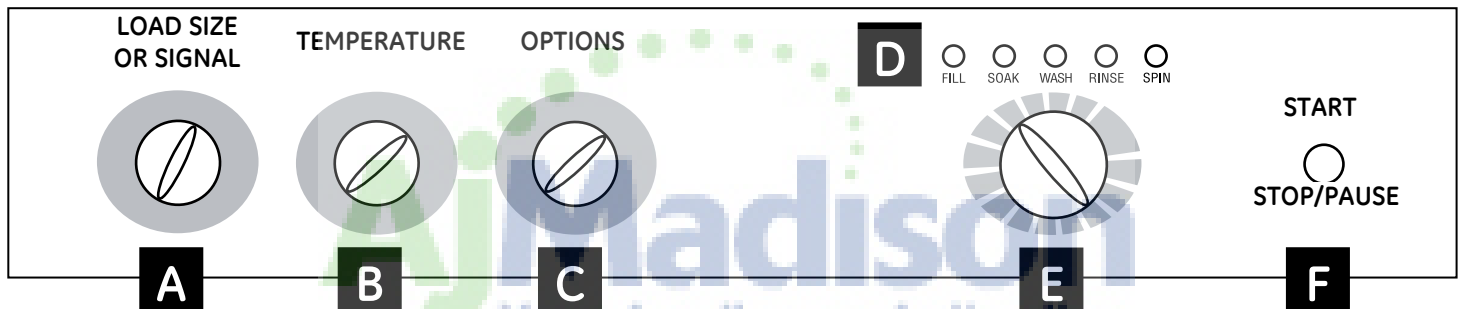 LOAD SIZE
OR SIGNAL
TEMPERATURE
OPTIONS
D
FILL SOAK WASH RINSE SPIN
START
STOP/PAUSE
A
B
C
E
F
AjMadison